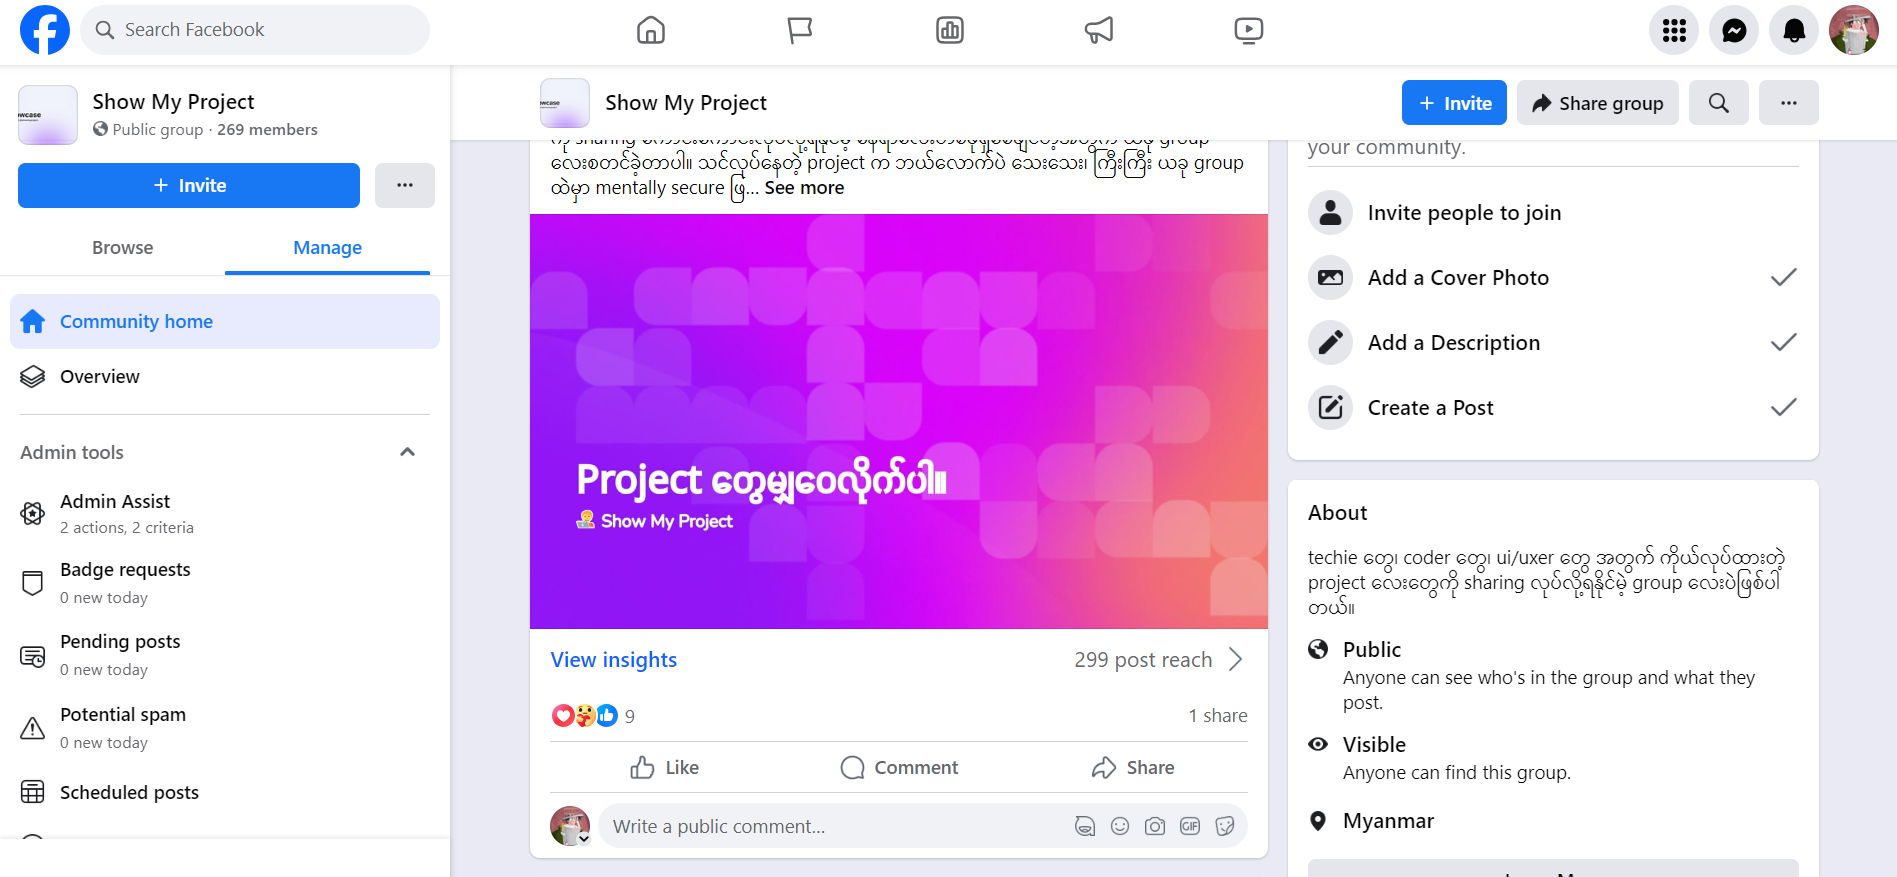 Search Facebook
Show My Project
Public group · 269 members
+ Invite
Browse
Manage
Community home
Overview
Admin tools
Admin Assist
2 actions, 2 criteria
Badge requests
0 new today
Pending posts
0 new today
Potential spam
0 new today
Scheduled posts
owcase
Show My Project
+ Invite
Share group
လေးစတင်ခဲ့တာပါ။ သင်လုပ်နေတဲ့ project က ဘယ်လောက်ပဲ သေးသေး၊ ကြီးကြီး ယခု group
ထဲမှာ mentally secure ဖြ... See more
Project တွေမျှဝေလိုက်ပါ။
Show My Project
View insights
299 post reach
9
1 share
Like
Comment
Share
Write a public comment...
GIF
your community.
Invite people to join
Add a Cover Photo
Add a Description
Create a Post
About
techie တွေ၊ coder တွေ၊ ui/uxer တွေ အတွက် ကိုယ်လုပ်ထားတဲ့
project လေးတွေကို sharing လုပ်လို့ရနိုင်မဲ့ group လေးပဲဖြစ်ပါ
တယ်။
Public
Anyone can see who's in the group and what they
post.
Visible
Anyone can find this group.
Myanmar